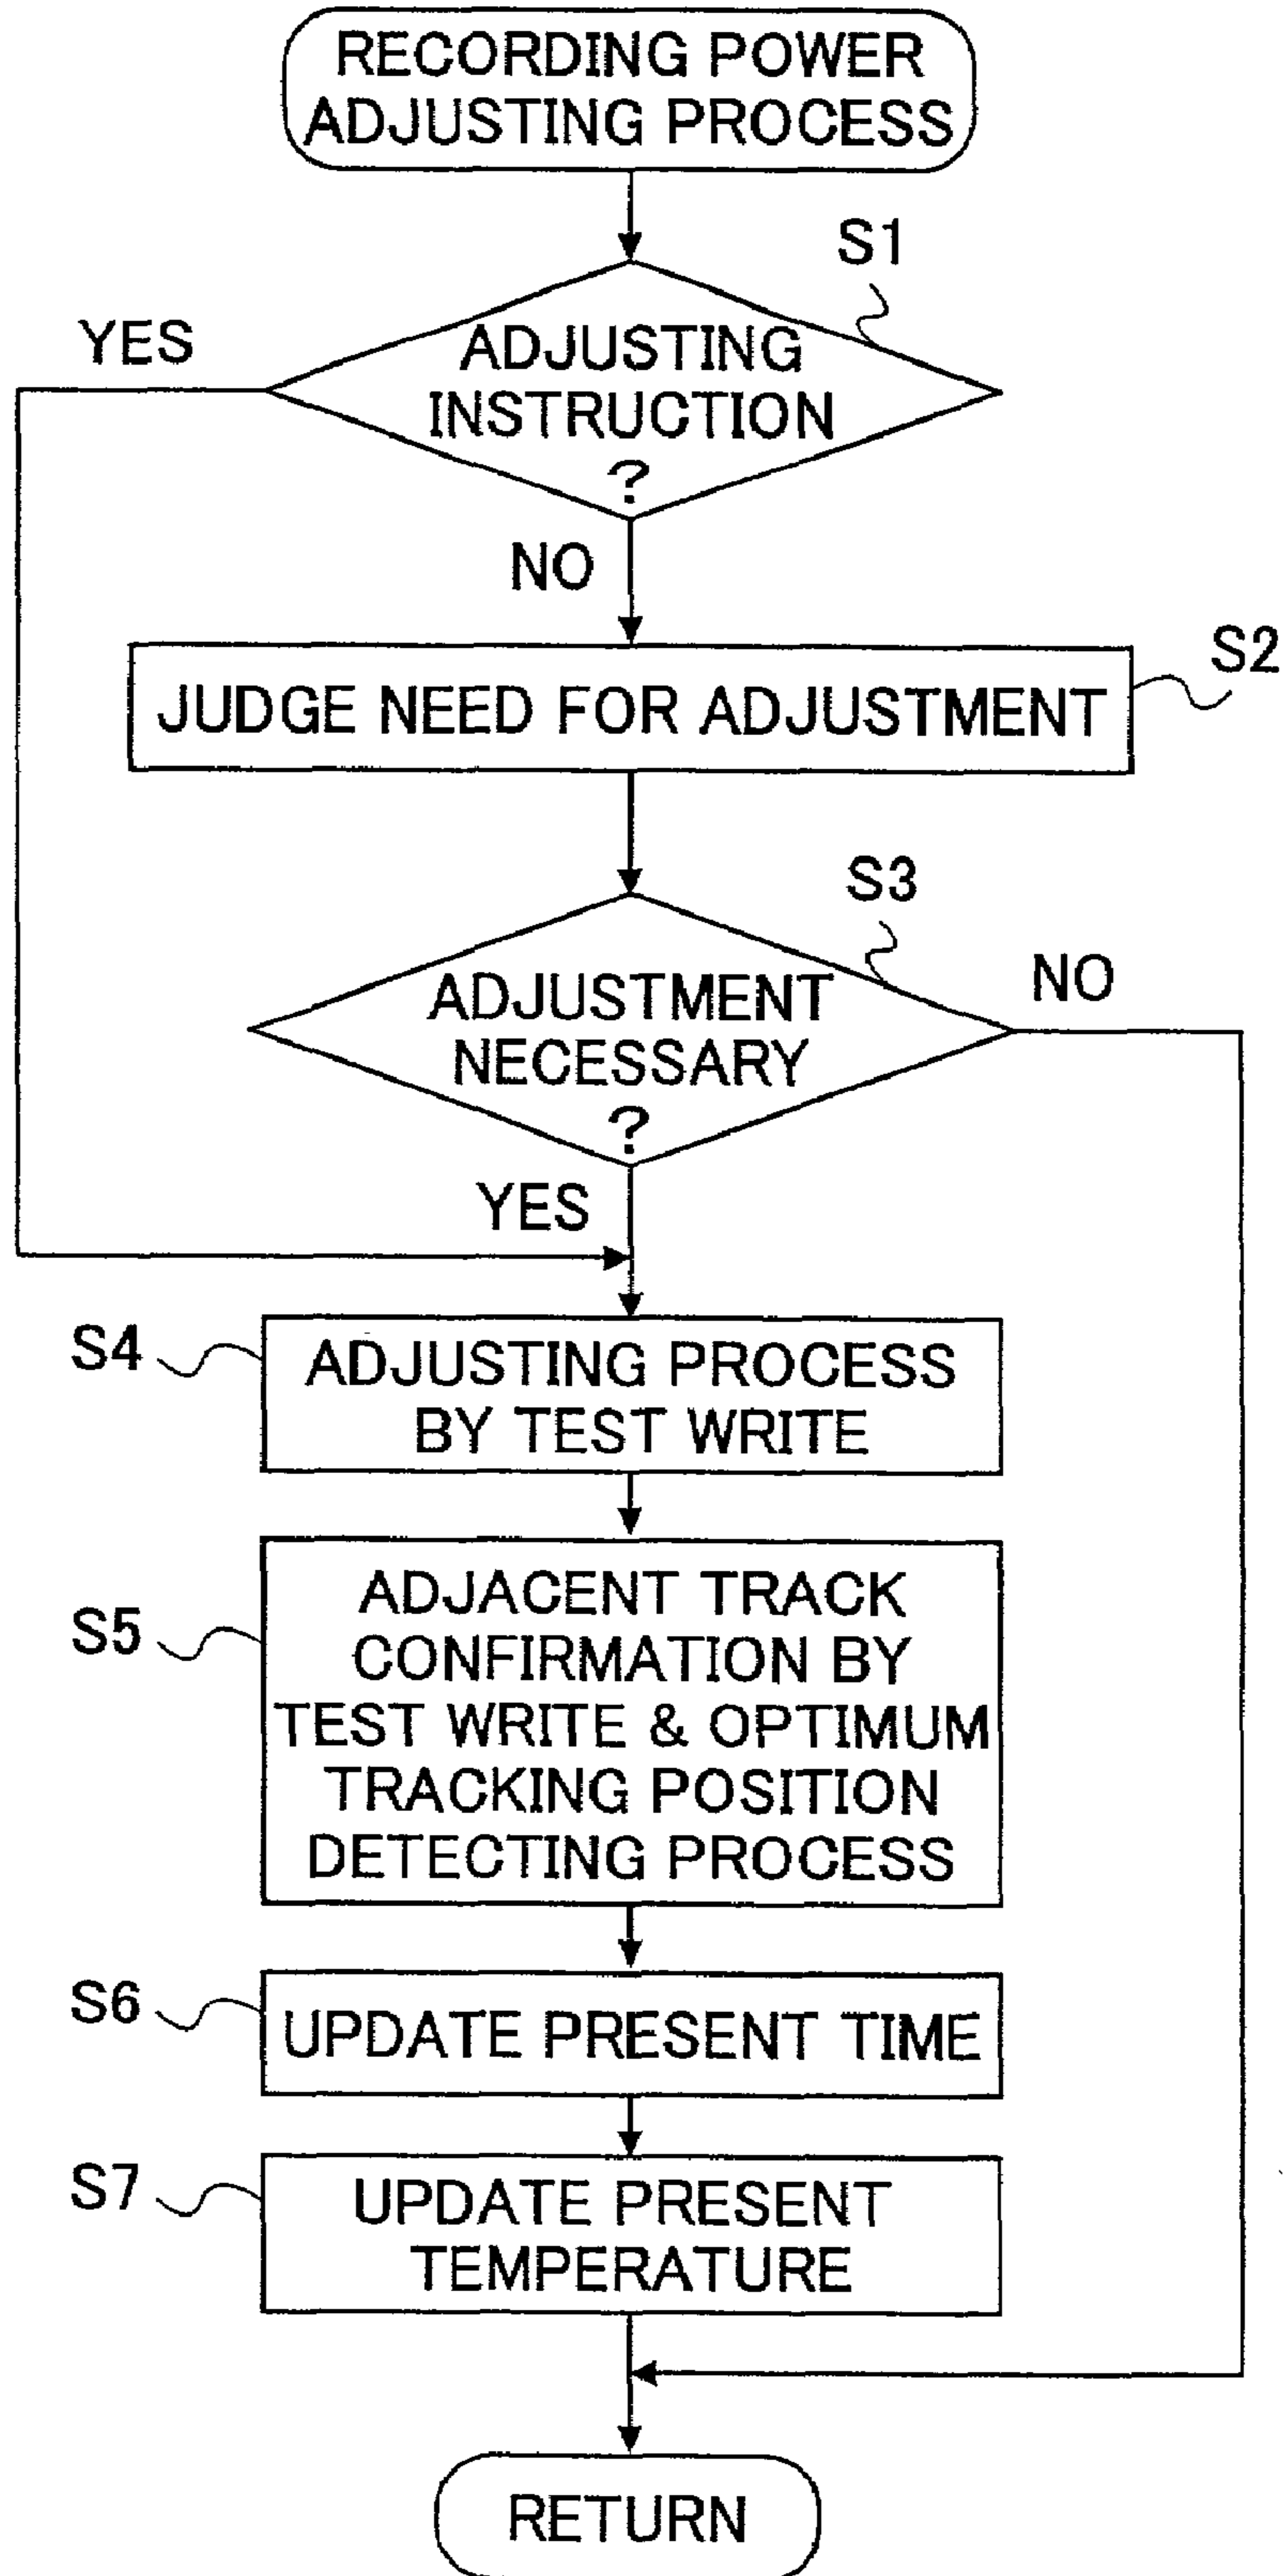 RECORDING POWER
ADJUSTING PROCESS
S1
YES
ADJUSTING
INSTRUCTION
?
NO
S2
JUDGE NEED FOR ADJUSTMENT
S3
NO
ADJUSTMENT
NECESSARY
?
YES
S4
ADJUSTING PROCESS
BY TEST WRITE
S5
ADJACENT TRACK
CONFIRMATION BY
TEST WRITE & OPTIMUM
TRACKING POSITION
DETECTING PROCESS
S6
UPDATE PRESENT TIME
S7
UPDATE PRESENT
TEMPERATURE
RETURN